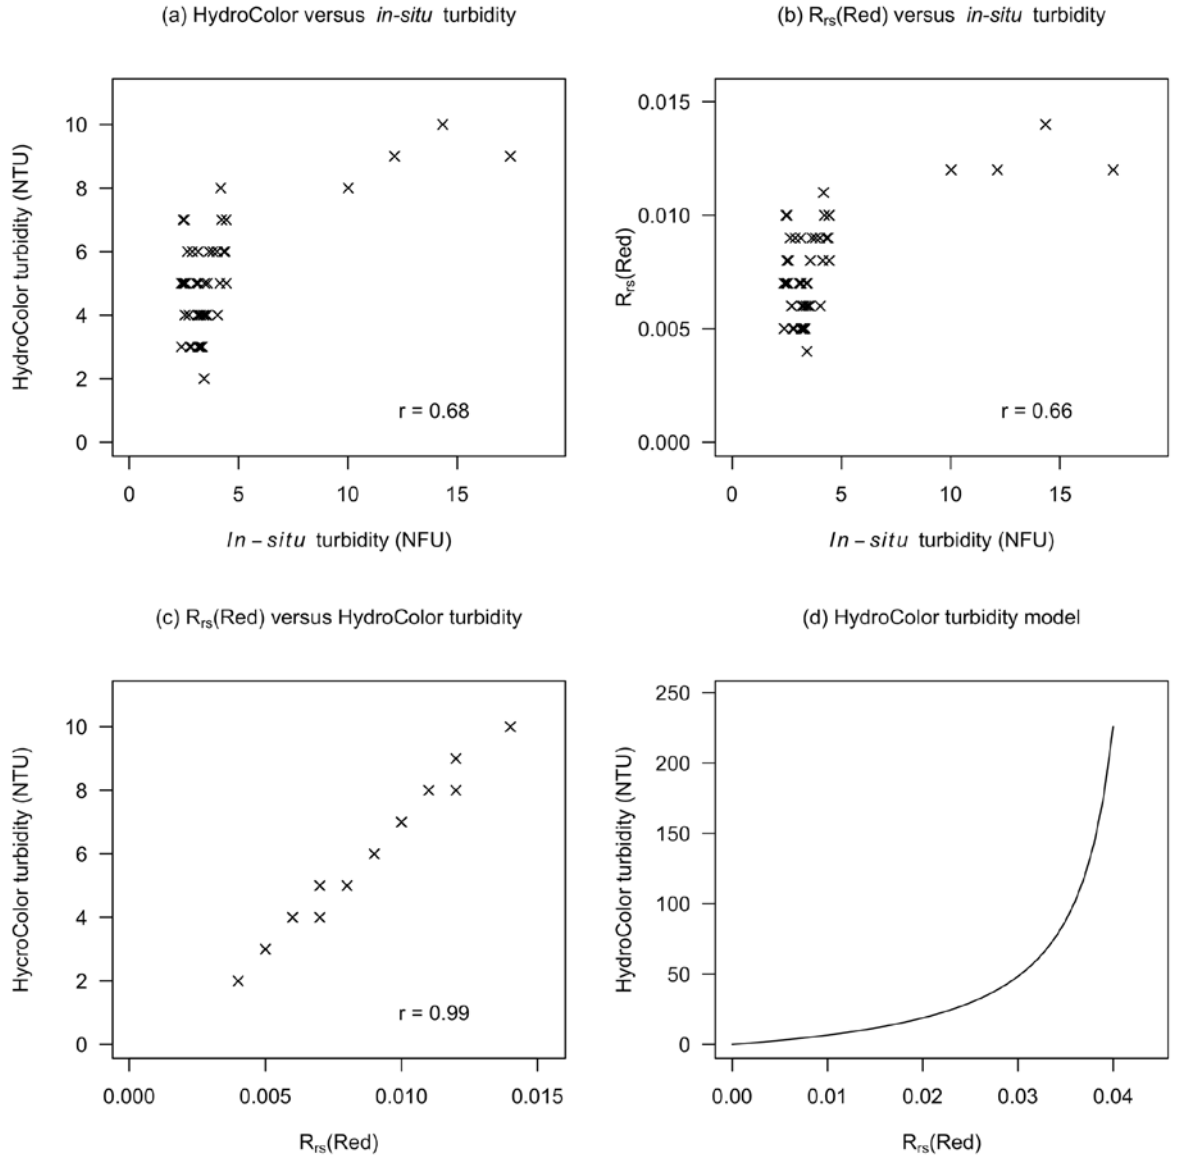 (a) HydroColor versus in-situ turbidity
HydroColor turbidity (NTU)
10
8
6
4
2
0
r = 0.68
0 5 10 15
In – situ turbidity (NFU)
(b) Rrs(Red) versus in-situ turbidity
Rrs(Red)
0.015
0.010
0.005
0.000
r = 0.66
0 5 10 15
In – situ turbidity (NFU)
(c) Rrs(Red) versus HydroColor turbidity
HycroColor turbidity (NTU)
10
8
6
4
2
0
r = 0.99
0.000 0.005 0.010 0.015
Rrs(Red)
(d) HydroColor turbidity model
HydroColor turbidity (NTU)
250
200
150
100
50
0
0.00 0.01 0.02 0.03 0.04
Rrs(Red)